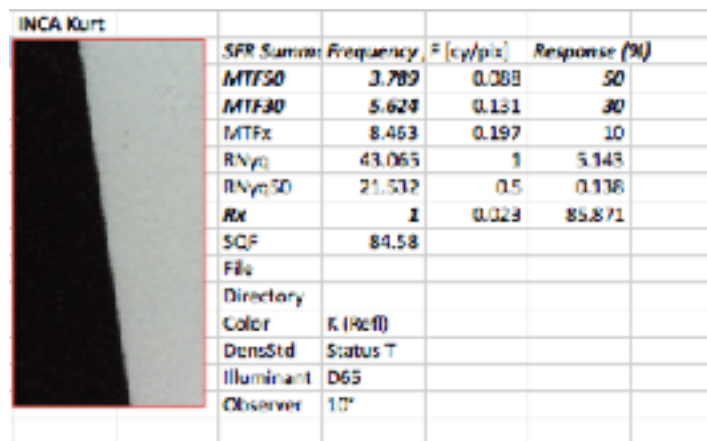 INCA Kurt
SFR Summ Frequency F [cy/pix] Response (%)
MTF50 3.789 0.088 50
MTF30 5.624 0.131 30
MTFx 8.463 0.197 10
RNyq 43.065 1 5.143
RNyq50 21.532 0.5 0.138
Rx 1 0.023 85.871
SQF 84.58
File
Directory
Color K (Refl)
DensStd Status T
Illuminant D65
Observer 10°